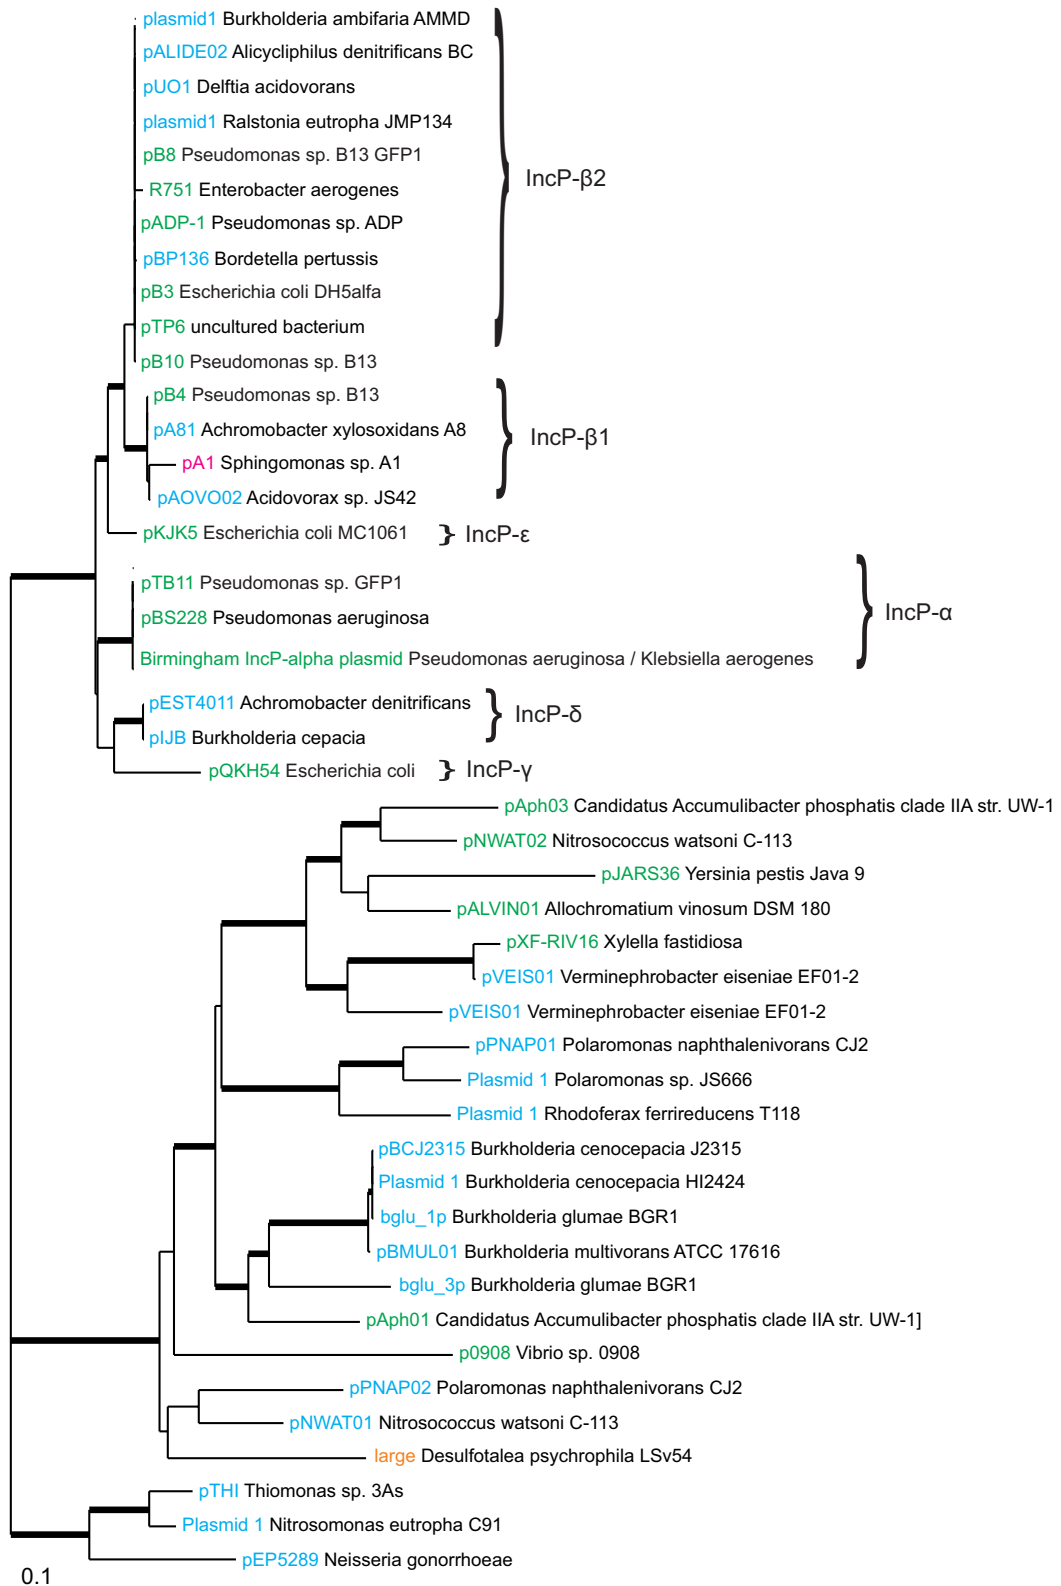 plasmid1 Burkholderia ambifaria AMMD
pALIDE02 Alicycliphilus denitrificans BC
pUO1 Delftia acidovorans
plasmid1 Ralstonia eutropha JMP134
pB8 Pseudomonas sp. B13 GFP1
IncP-β2
R751 Enterobacter aerogenes
pADP-1 Pseudomonas sp. ADP
pBP136 Bordetella pertussis
pB3 Escherichia coli DH5alfa
pTP6 uncultured bacterium
pB10 Pseudomonas sp. B13
pB4 Pseudomonas sp. B13
pA81 Achromobacter xylosoxidans A8
IncP-β1
pA1 Sphingomonas sp. A1
pAOVO02 Acidovorax sp. JS42
pKJK5 Escherichia coli MC1061
IncP-ε
pTB11 Pseudomonas sp. GFP1
pBS228 Pseudomonas aeruginosa
IncP-α
Birmingham IncP-alpha plasmid Pseudomonas aeruginosa / Klebsiella aerogenes
pEST4011 Achromobacter denitrificans
IncP-δ
pIJB Burkholderia cepacia
pQKH54 Escherichia coli
IncP-γ
pAph03 Candidatus Accumulibacter phosphatis clade IIA str. UW-1
pNWAT02 Nitrosococcus watsoni C-113
pJARS36 Yersinia pestis Java 9
pALVIN01 Allochromatium vinosum DSM 180
pXF-RIV16 Xylella fastidiosa
pVEIS01 Verminephrobacter eiseniae EF01-2
pVEIS01 Verminephrobacter eiseniae EF01-2
pPNAP01 Polaromonas naphthalenivorans CJ2
Plasmid 1 Polaromonas sp. JS666
Plasmid 1 Rhodoferax ferrireducens T118
pBCJ2315 Burkholderia cenocepacia J2315
Plasmid 1 Burkholderia cenocepacia HI2424
bglu_1p Burkholderia glumae BGR1
pBMUL01 Burkholderia multivorans ATCC 17616
bglu_3p Burkholderia glumae BGR1
pAph01 Candidatus Accumulibacter phosphatis clade IIA str. UW-1]
p0908 Vibrio sp. 0908
pPNAP02 Polaromonas naphthalenivorans CJ2
pNWAT01 Nitrosococcus watsoni C-113
large Desulfotalea psychrophila LSv54
pTHI Thiomonas sp. 3As
Plasmid 1 Nitrosomonas eutropha C91
pEP5289 Neisseria gonorrhoeae
0.1